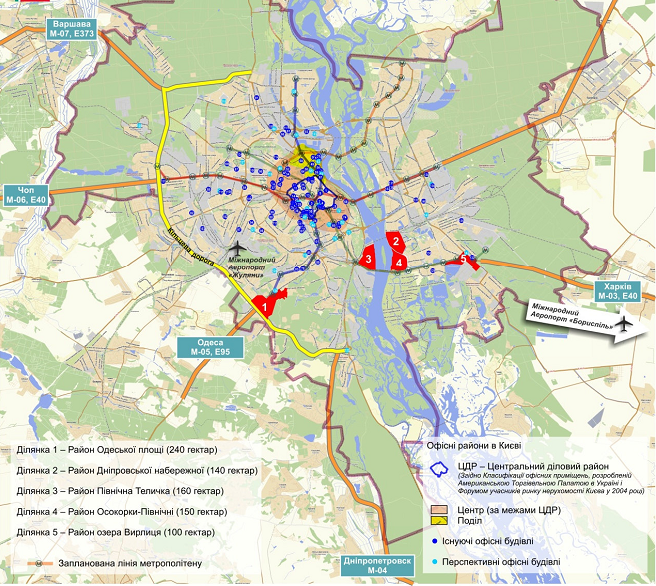 Варшава
М-07, Е373
Чоп
М-06, Е40
Кільцева дорога
Міжнародний
Аеропорт
«Жуляни»
1
2
3
4
5
Харків
М-03, Е40
Міжнародний
Аеропорт «Бориспіль»
Одеса
М-05, Е95
Ділянка 1 – Район Одеської площі (240 гектар)
Ділянка 2 – Район Дніпровської набережної (140 гектар)
Ділянка 3 – Район Північна Теличка (160 гектар)
Ділянка 4 – Район Осокорки-Північні (150 гектар)
Ділянка 5 – Район озера Вирлиця (100 гектар)
Запланована лінія метрополітену
Дніпропетровск
М-04
Офісні райони в Києві
ЦДР – Центральний діловий район
(Згідно Класифікації офісних приміщень, розробленій
Американською Торгівельною Палатою в Україні і
Форумом учасників ринку нерухомості Києва у 2004 році)
Центр (за межами ЦДР)
Поділ
Існуючі офісні будівлі
Перспективні офісні будівлі